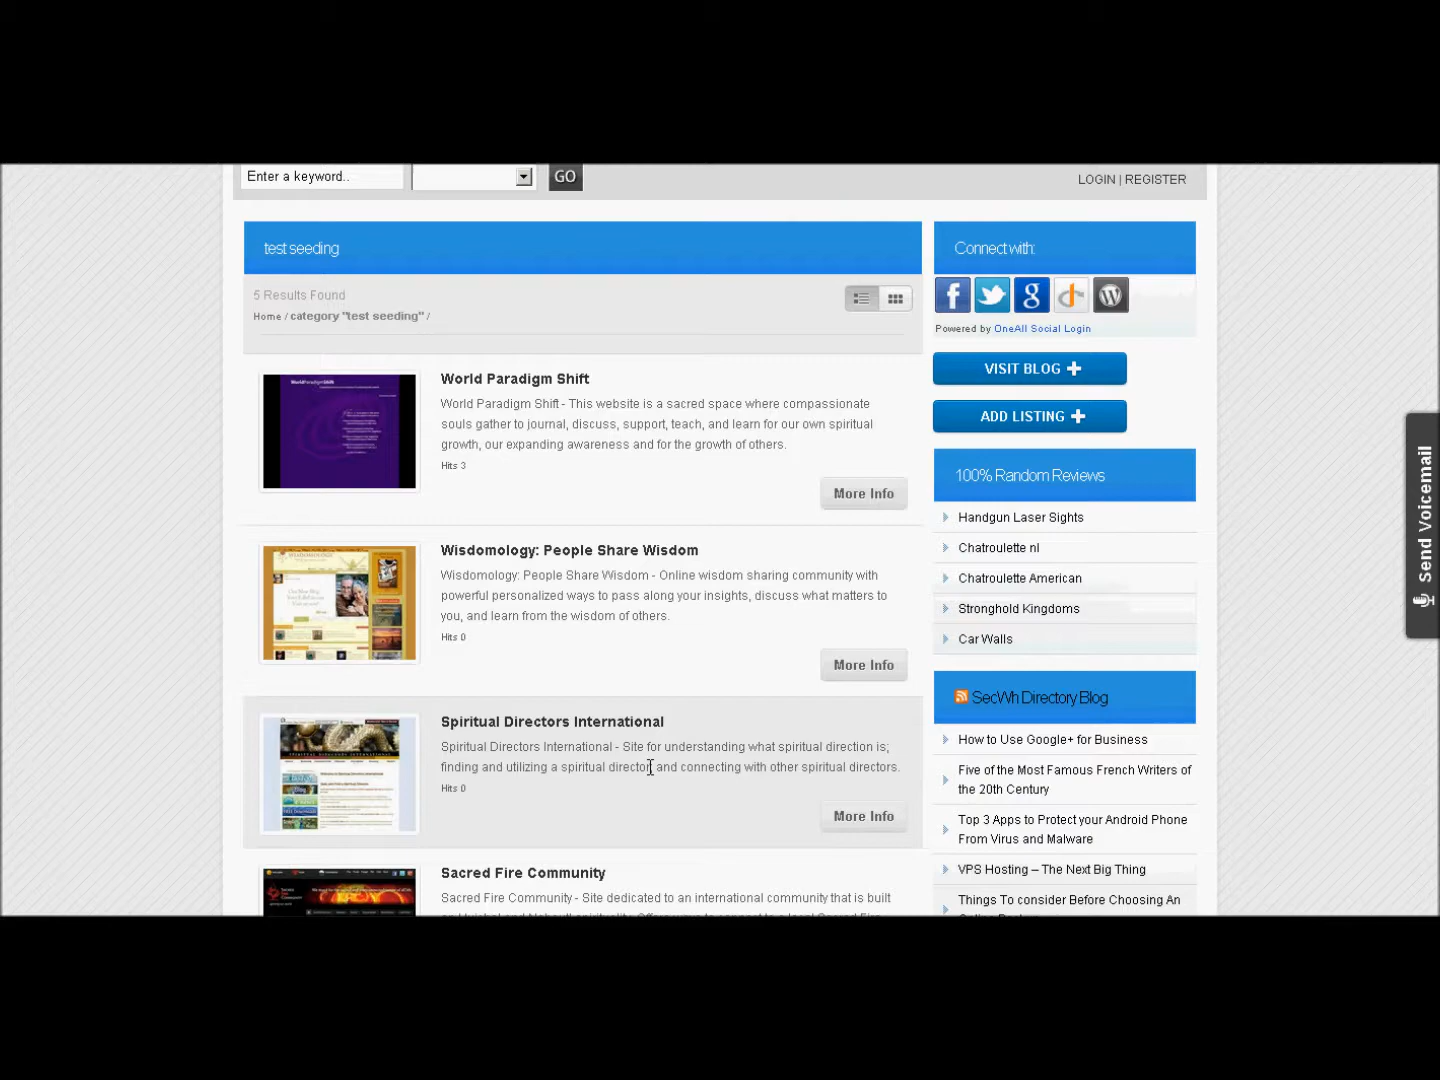 Enter a keyword..
GO
LOGIN | REGISTER
test seeding
5 Results Found
Home / category "test seeding" /
World Paradigm Shift
World Paradigm Shift - This website is a sacred space where compassionate
souls gather to journal, discuss, support, teach, and learn for our own spiritual
growth, our expanding awareness and for the growth of others.
Hits 3
More Info
Wisdomology: People Share Wisdom
Wisdomology: People Share Wisdom - Online wisdom sharing community with
powerful personalized ways to pass along your insights, discuss what matters to
you, and learn from the wisdom of others.
Hits 0
More Info
Spiritual Directors International
Spiritual Directors International - Site for understanding what spiritual direction is;
finding and utilizing a spiritual director; and connecting with other spiritual directors.
Hits 0
More Info
Sacred Fire Community
Sacred Fire Community - Site dedicated to an international community that is built
Connect with:
Powered by OneAll Social Login
VISIT BLOG
ADD LISTING
100% Random Reviews
Handgun Laser Sights
Chatroulette nl
Chatroulette American
Stronghold Kingdoms
Car Walls
SecWh Directory Blog
How to Use Google+ for Business
Five of the Most Famous French Writers of
the 20th Century
Top 3 Apps to Protect your Android Phone
From Virus and Malware
VPS Hosting – The Next Big Thing
Things To consider Before Choosing An
Send Voicemail